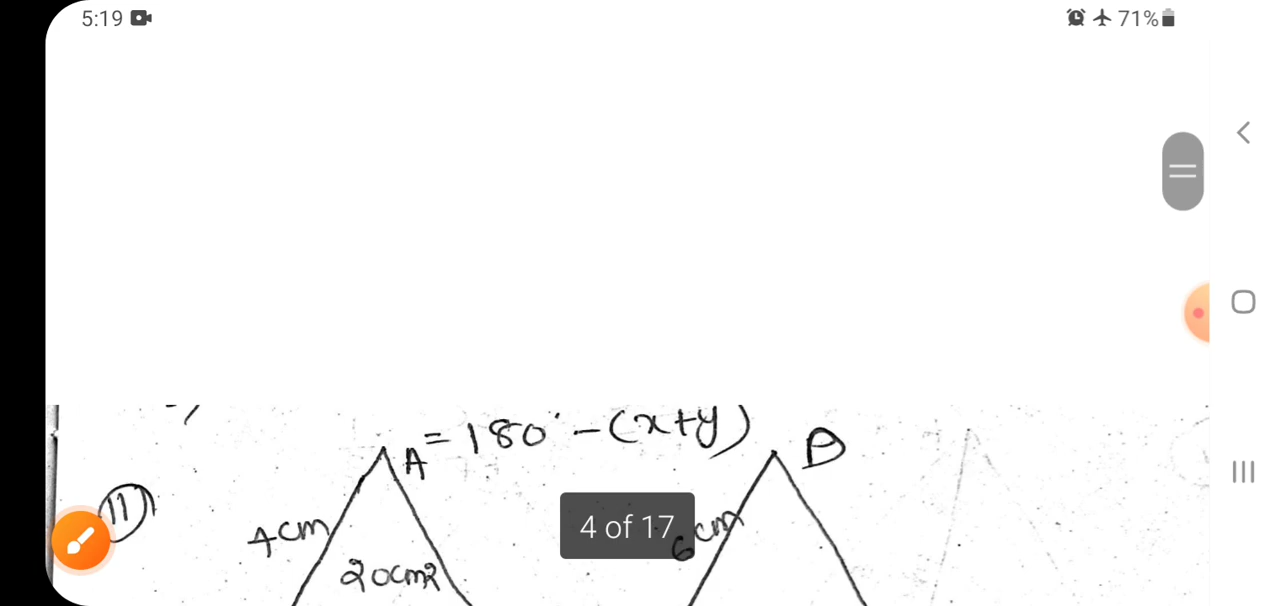 5:19
71%
A = 180° - (x+y)
D
11
4cm
20cm2
6cm
4 of 17